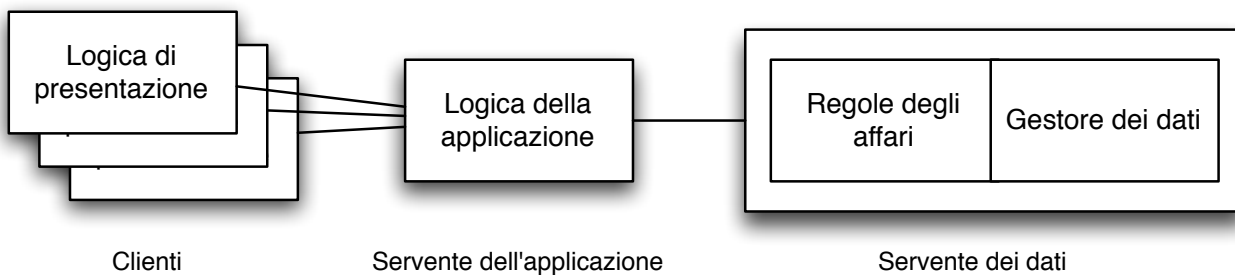 Logica di
presentazione
Logica della
applicazione
Regole degli
affari
Gestore dei dati
Clienti
Servente dell'applicazione
Servente dei dati